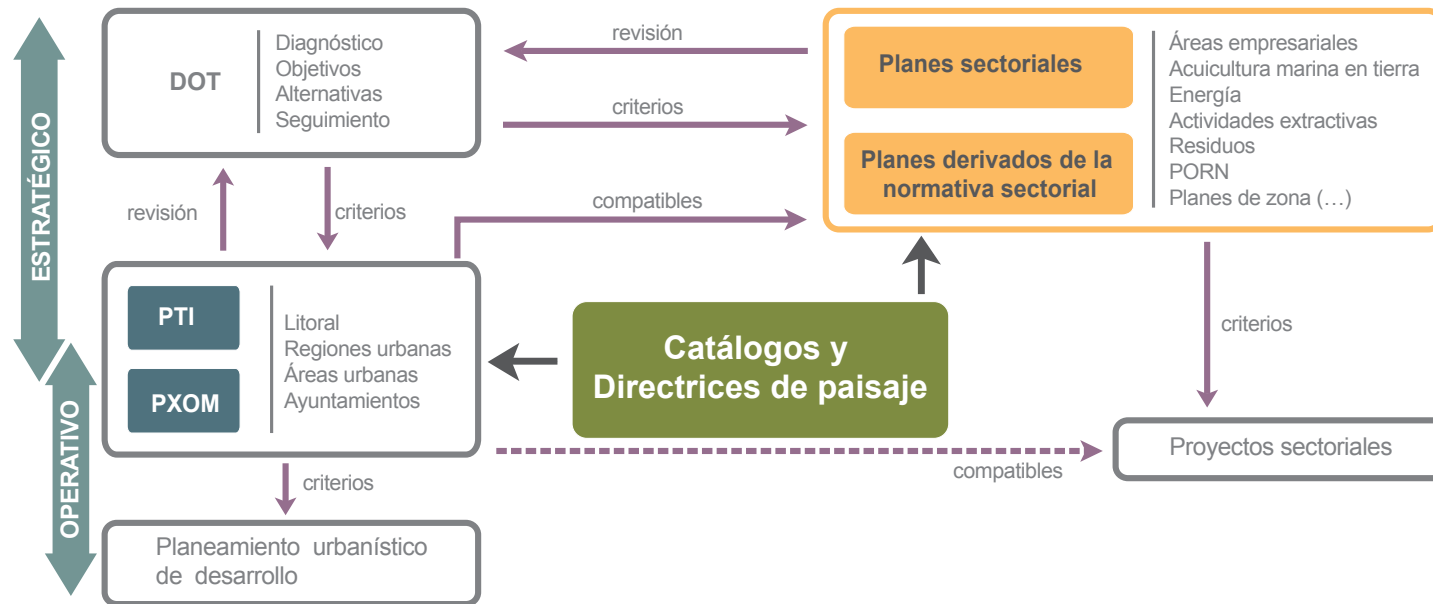 ESTRATÉGICO
OPERATIVO
DOT
Diagnóstico
Objetivos
Alternativas
Seguimiento
revisión
criterios
Planes sectoriales
Planes derivados de la
normativa sectorial
Áreas empresariales
Acuicultura marina en tierra
Energía
Actividades extractivas
Residuos
PORN
Planes de zona (…)
revisión
criterios
compatibles
PTI
PXOM
Litoral
Regiones urbanas
Áreas urbanas
Ayuntamientos
Catálogos y
Directrices de paisaje
criterios
Proyectos sectoriales
compatibles
criterios
Planeamiento urbanístico
de desarrollo